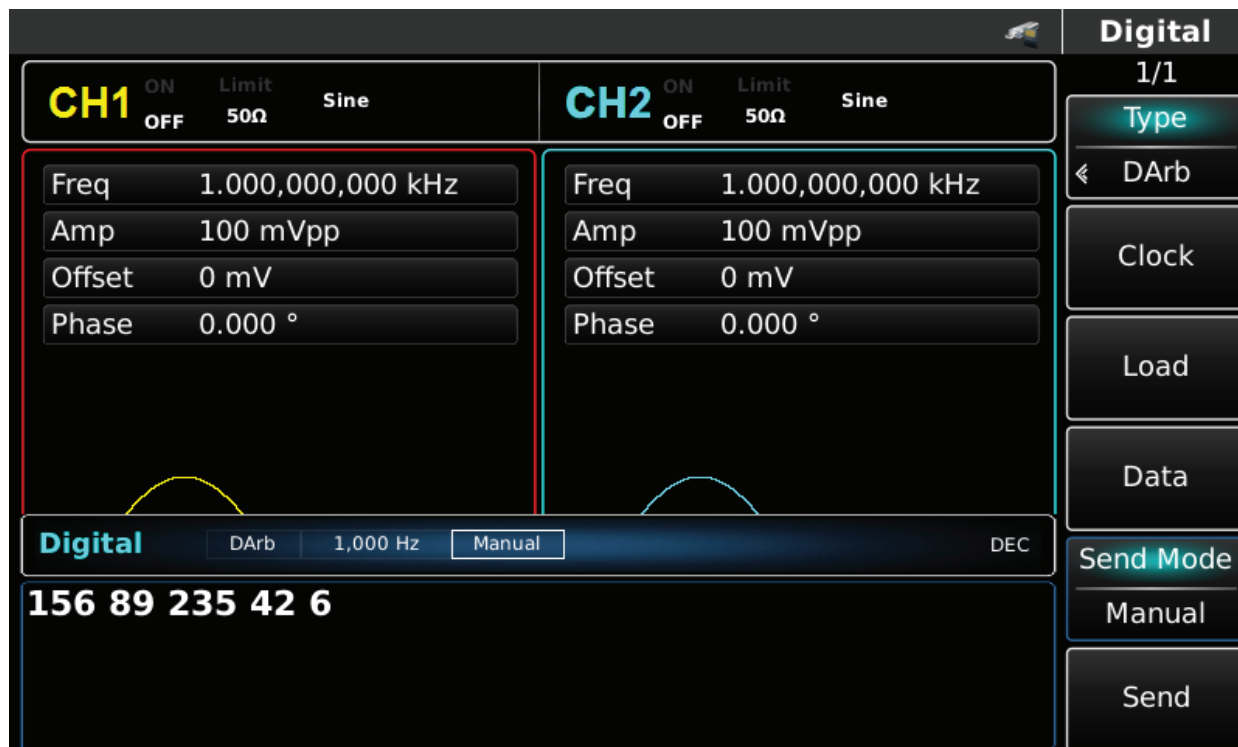 Digital
1/1
CH1 ON OFF Limit 50Ω Sine
CH2 ON OFF Limit 50Ω Sine
Type
DArb
Freq 1.000,000,000 kHz
Amp 100 mVpp
Offset 0 mV
Phase 0.000 °
Freq 1.000,000,000 kHz
Amp 100 mVpp
Offset 0 mV
Phase 0.000 °
Clock
Load
Data
Digital DArb 1,000 Hz Manual DEC
156 89 235 42 6
Send Mode
Manual
Send